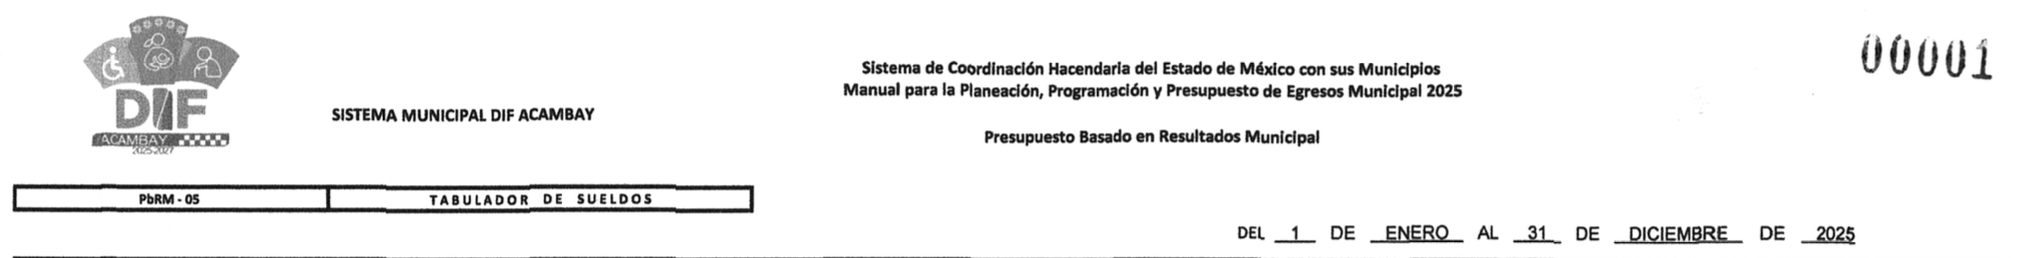 00001
Sistema de Coordinación Hacendaria del Estado de México con sus Municipios
Manual para la Planeación, Programación y Presupuesto de Egresos Municipal 2025
DIF
ACAMBAY
2025-2027
SISTEMA MUNICIPAL DIF ACAMBAY
Presupuesto Basado en Resultados Municipal
PbRM - 05 TABULADOR DE SUELDOS
DEL 1 DE ENERO AL 31 DE DICIEMBRE DE 2025